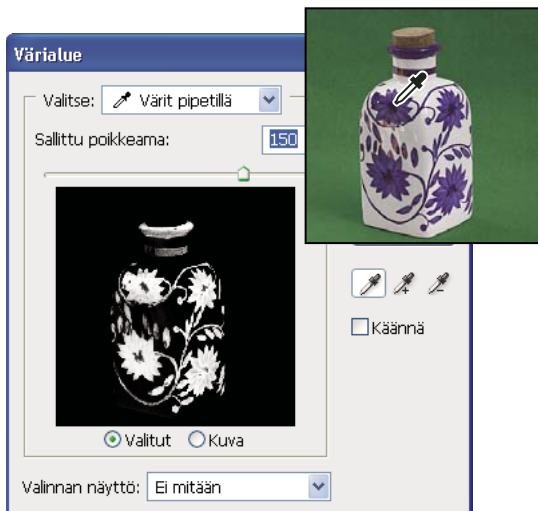 Värialue
Valitse: Värit pipetillä
Sallittu poikkeama: 150
Käännä
Valitut Kuva
Valinnan näyttö: Ei mitään